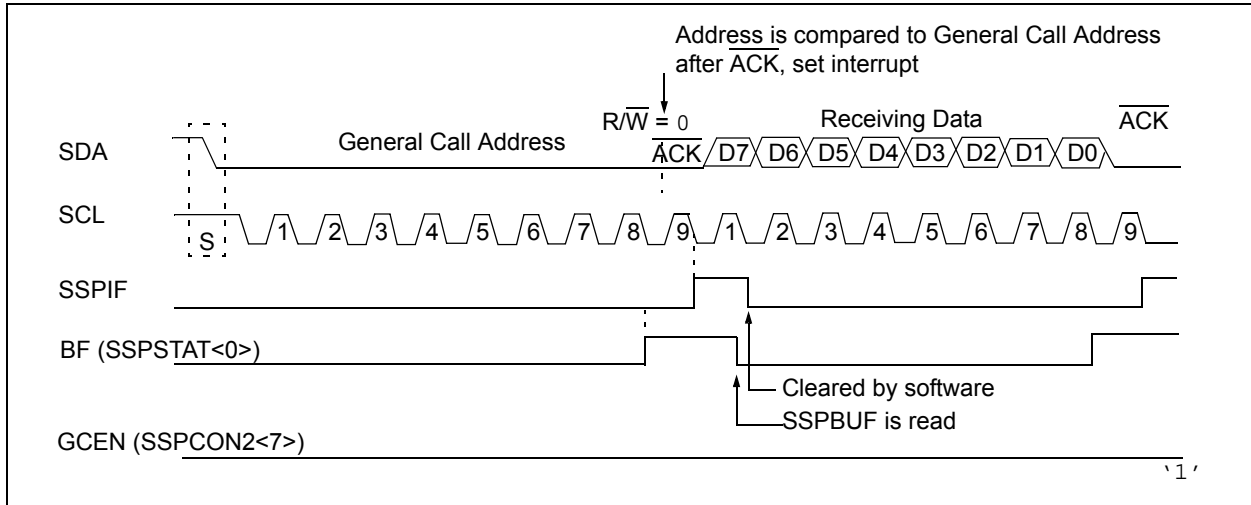 Address is compared to General Call Address
after ACK, set interrupt
R/W = 0
Receiving Data
ACK
SDA
General Call Address
ACK
D7 D6 D5 D4 D3 D2 D1 D0
SCL
S
1 2 3 4 5 6 7 8 9 1 2 3 4 5 6 7 8 9
SSPIF
BF (SSPSTAT<0>)
Cleared by software
SSPBUF is read
GCEN (SSPCON2<7>)
‘1’